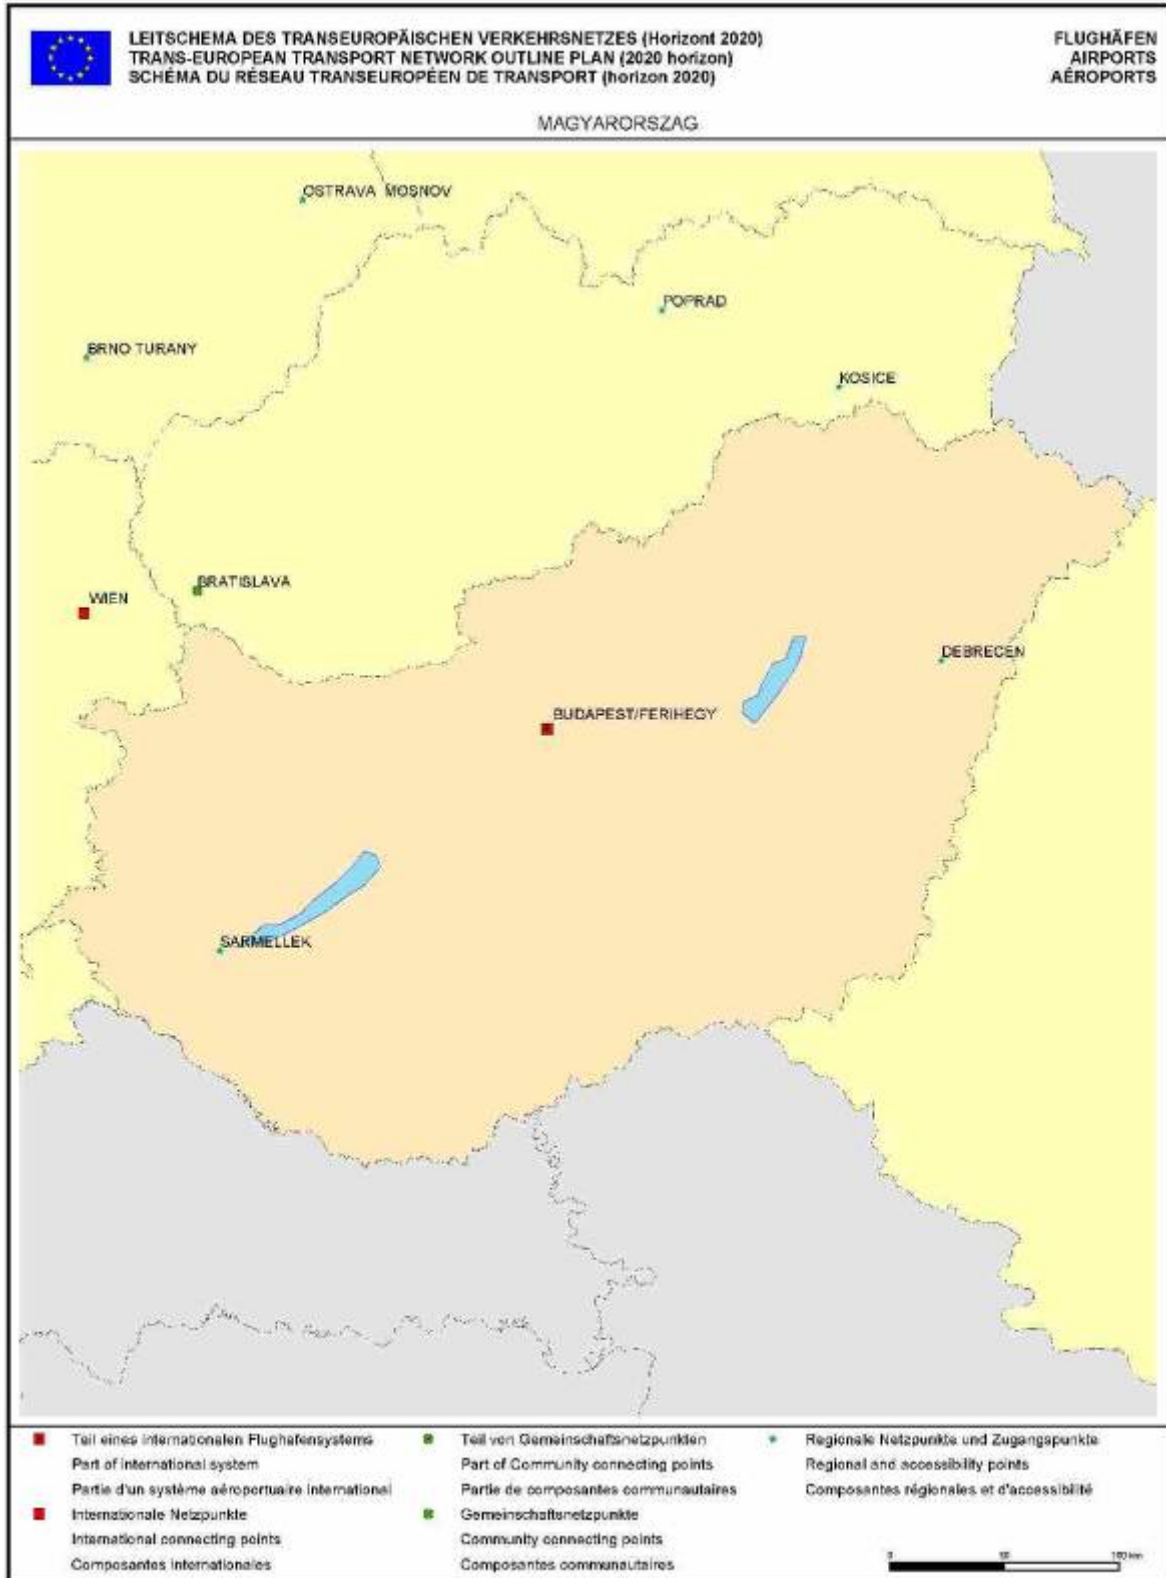 LEITSCHEMA DES TRANSEUROPÄISCHEN VERKEHRSNETZES (Horizont 2020)
TRANS-EUROPEAN TRANSPORT NETWORK OUTLINE PLAN (2020 horizon)
SCHÉMA DU RÉSEAU TRANSEUROPÉEN DE TRANSPORT (horizon 2020)
FLUGHÄFEN
AIRPORTS
AÉROPORTS
MAGYARORSZAG
OSTRAVA MOSNOV
POPRAD
BRNO TURANY
KOSICE
BRATISLAVA
WIEN
DEBRECEN
BUDAPEST/FERIHEGY
SARMELLEK
Teil eines internationalen Flughafensystems
Part of international system
Partie d'un système aéroportuaire international
Internationale Netzpunkte
International connecting points
Composantes internationales
Teil von Gemeinschaftsnetzpunkten
Part of Community connecting points
Partie de composantes communautaires
Gemeinschaftsnetzpunkte
Community connecting points
Composantes communautaires
Regionale Netzpunkte und Zugangspunkte
Regional and accessibility points
Composantes régionales et d'accessibilité
0 50 100 km